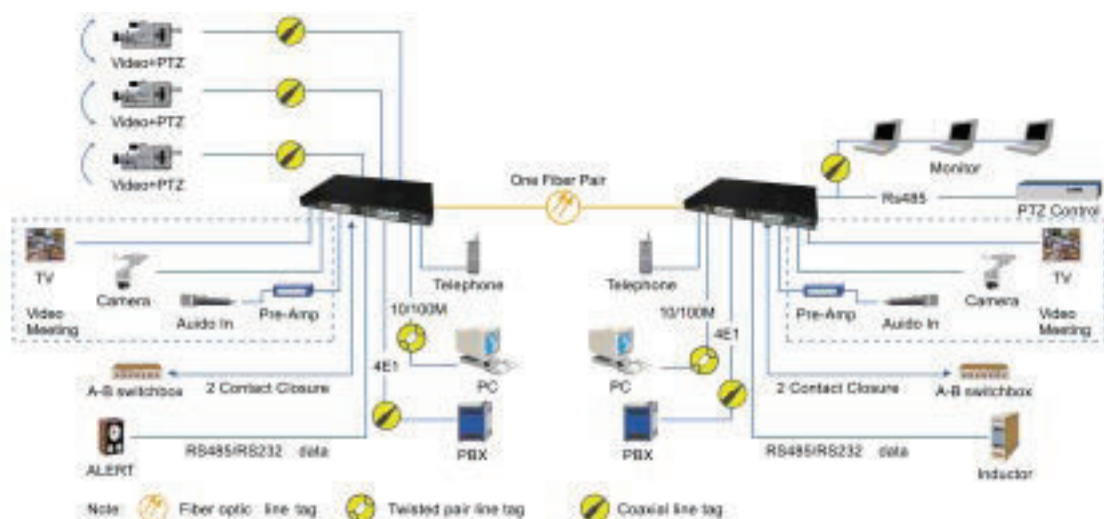 Video+PTZ
Video+PTZ
Video+PTZ
One Fiber Pair
Monitor
Rs485
PTZ Control
TV
Camera
Video
Meeting
Auido In
Pre-Amp
Telephone
10/100M
4E1
PC
A-B switchbox
2 Contact Closure
PBX
ALERT
RS485/RS232 data
Telephone
10/100M
4E1
PC
PBX
Pre-Amp
Auido In
Camera
TV
Video
Meeting
2 Contact Closure
A-B switchbox
RS485/RS232 data
Inductor
Note: Fiber optic line tag Twisted pair line tag Coaxial line tag